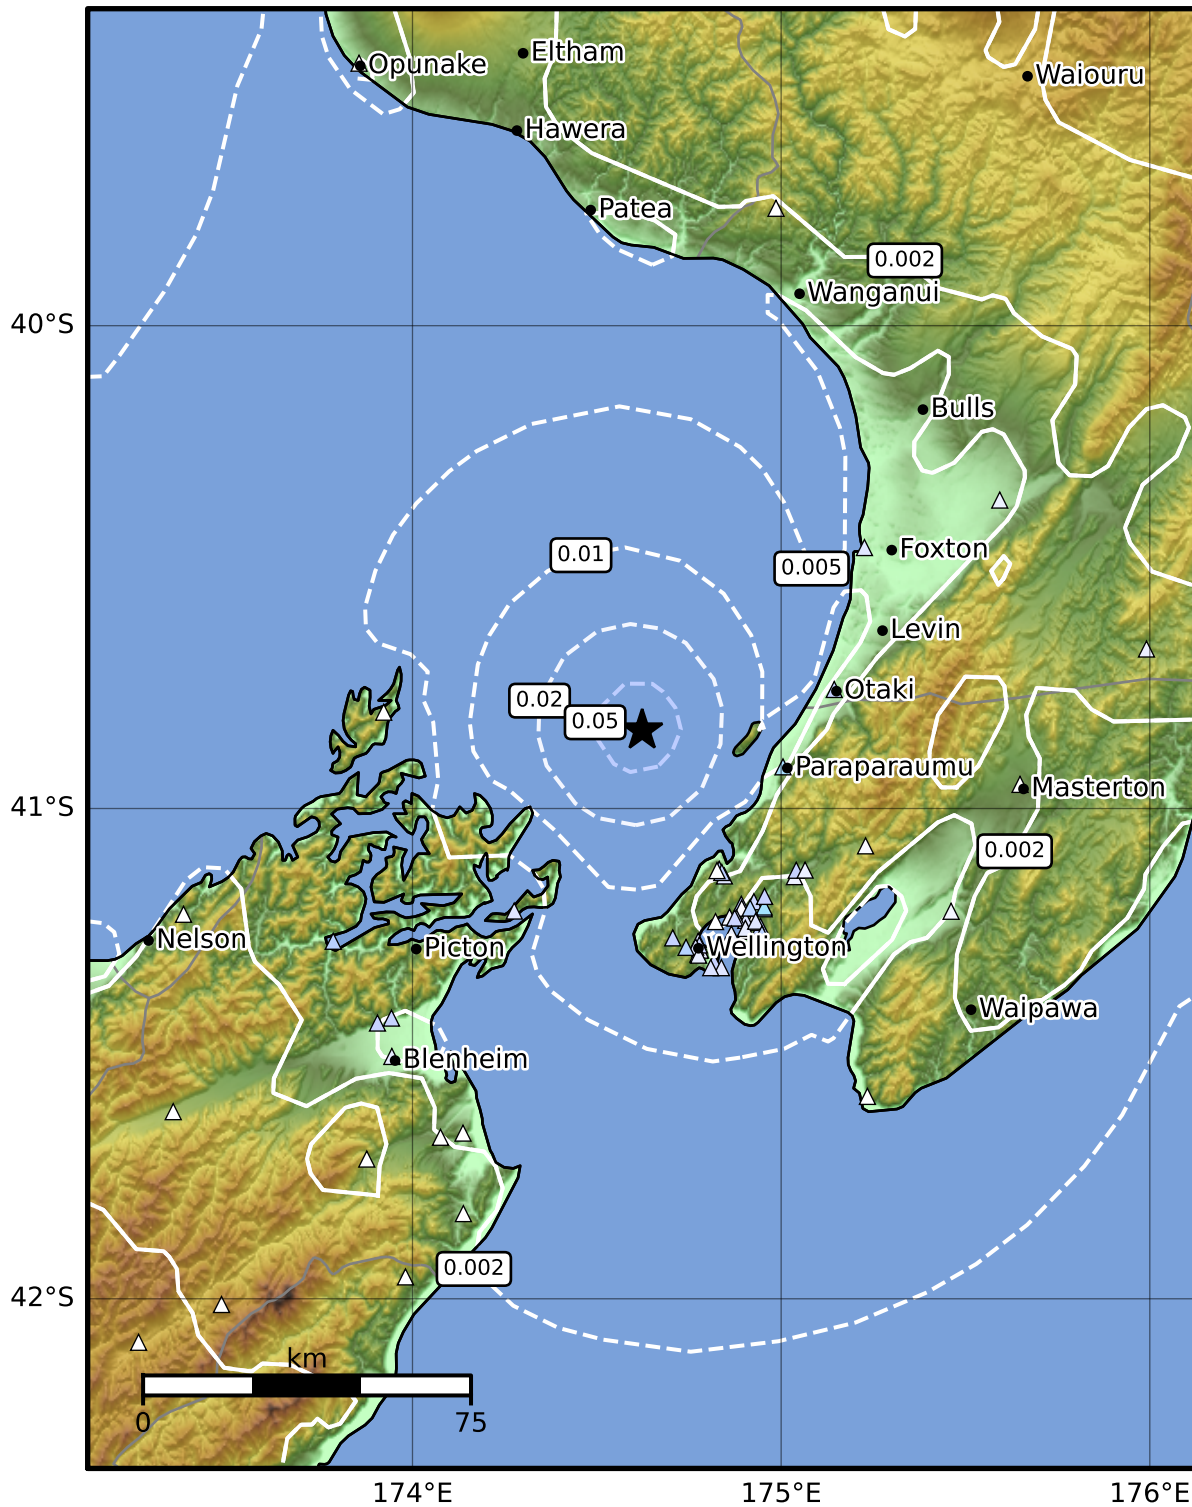 Eltham
Opunake
Waiouru
Hawera
Patea
0.002
Wanganui
40°S
Bulls
Foxton
0.01
0.005
Levin
Otaki
0.02
0.05
Paraparaumu
Masterton
41°S
0.002
Nelson
Picton
Wellington
Waipawa
Blenheim
0.002
42°S
km
0 75
174°E 175°E 176°E